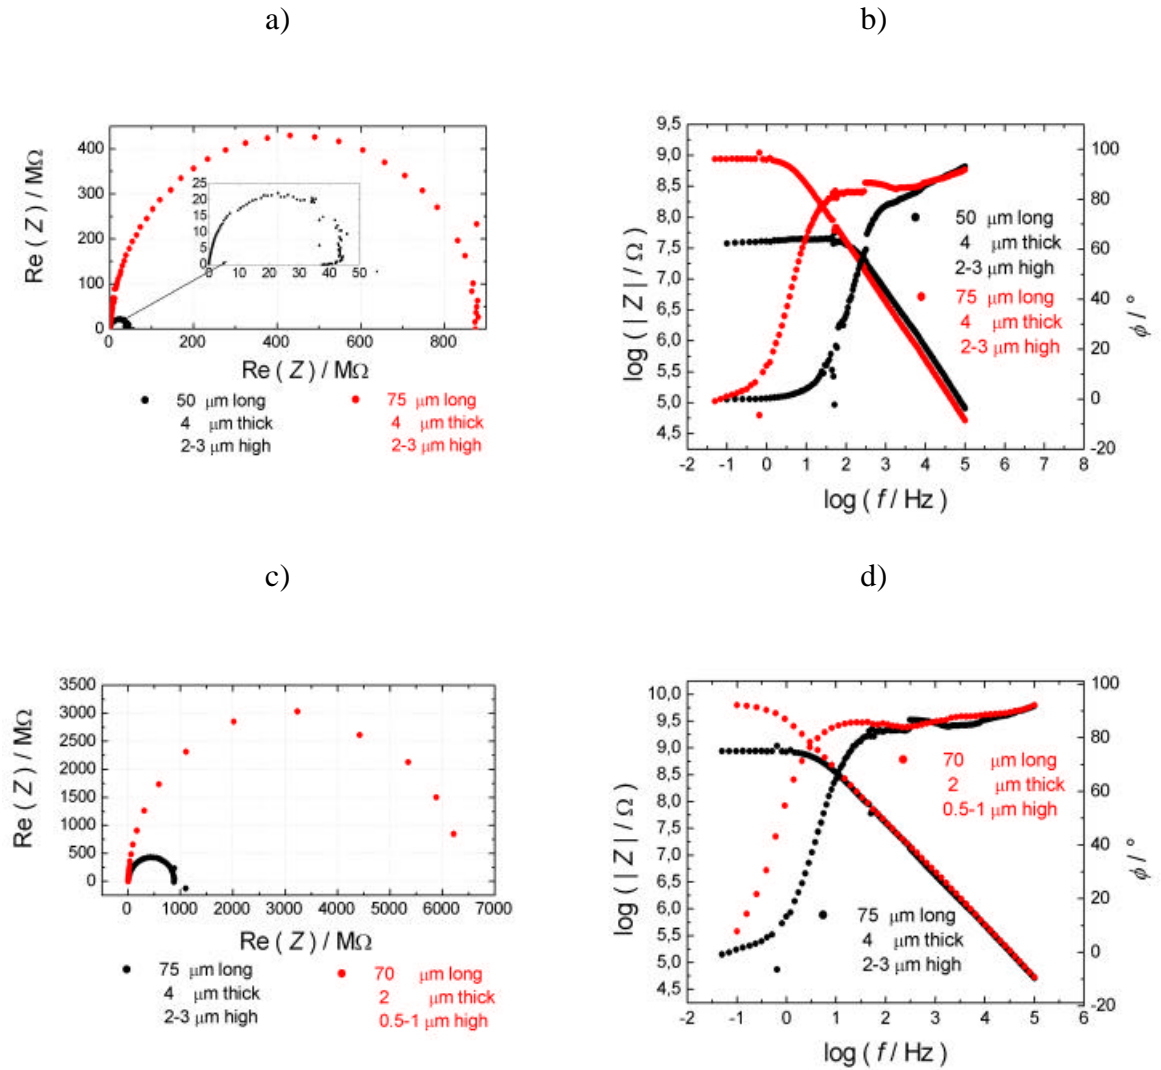 a)
Re ( Z ) / MΩ
400
300
200
100
0
25
20
15
10
5
0
0 10 20 30 40 50
0 200 400 600 800
Re ( Z ) / MΩ
50 μm long
4 μm thick
2-3 μm high
75 μm long
4 μm thick
2-3 μm high
b)
log ( | Z | / Ω )
9,5
9,0
8,5
8,0
7,5
7,0
6,5
6,0
5,5
5,0
4,5
100
80
60
40
20
0
-20
ϕ / °
50 μm long
4 μm thick
2-3 μm high
75 μm long
4 μm thick
2-3 μm high
-2 -1 0 1 2 3 4 5 6 7 8
log ( f / Hz )
c)
Re ( Z ) / MΩ
3500
3000
2500
2000
1500
1000
500
0
0 1000 2000 3000 4000 5000 6000 7000
Re ( Z ) / MΩ
75 μm long
4 μm thick
2-3 μm high
70 μm long
2 μm thick
0.5-1 μm high
d)
log ( | Z | / Ω )
10,0
9,5
9,0
8,5
8,0
7,5
7,0
6,5
6,0
5,5
5,0
4,5
100
80
60
40
20
0
-20
ϕ / °
70 μm long
2 μm thick
0.5-1 μm high
75 μm long
4 μm thick
2-3 μm high
-2 -1 0 1 2 3 4 5 6
log ( f / Hz )